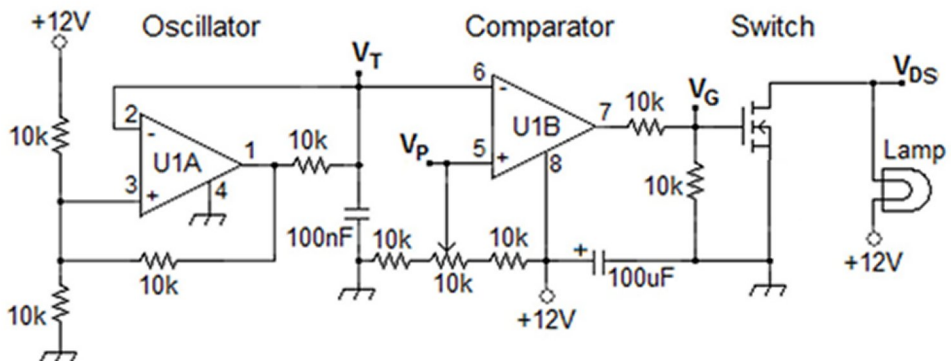 +12V
Oscillator
Comparator
Switch
V_T
V_DS
6
-
10k
V_G
2
-
7
10k
10k
U1A
1
U1B
V_P
5
+
8
Lamp
3
+
4
10k
100nF
10k
10k
+
10k
10k
100uF
+12V
10k
+12V